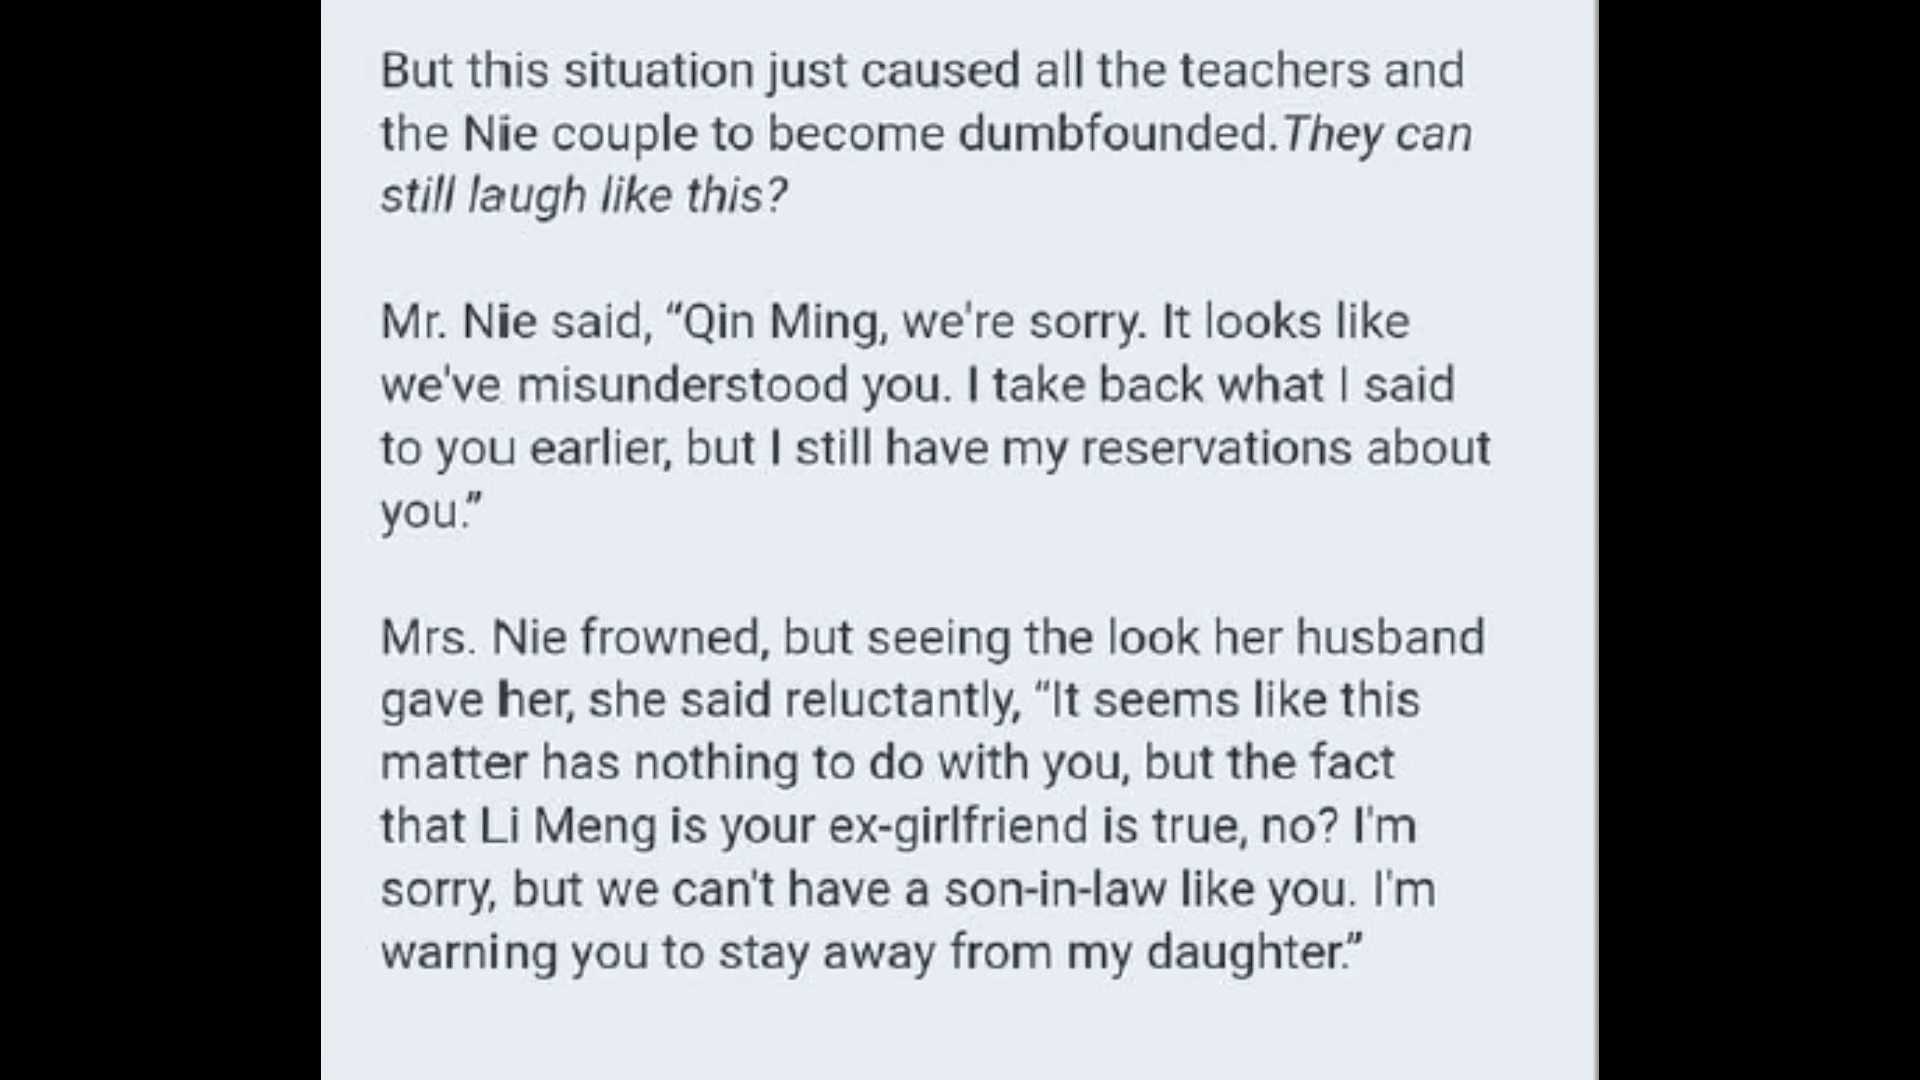 But this situation just caused all the teachers and
the Nie couple to become dumbfounded.They can
still laugh like this?
Mr. Nie said, “Qin Ming, we're sorry. It looks like
we've misunderstood you. I take back what I said
to you earlier, but I still have my reservations about
you.”
Mrs. Nie frowned, but seeing the look her husband
gave her, she said reluctantly, “It seems like this
matter has nothing to do with you, but the fact
that Li Meng is your ex-girlfriend is true, no? I'm
sorry, but we can't have a son-in-law like you. I'm
warning you to stay away from my daughter.”